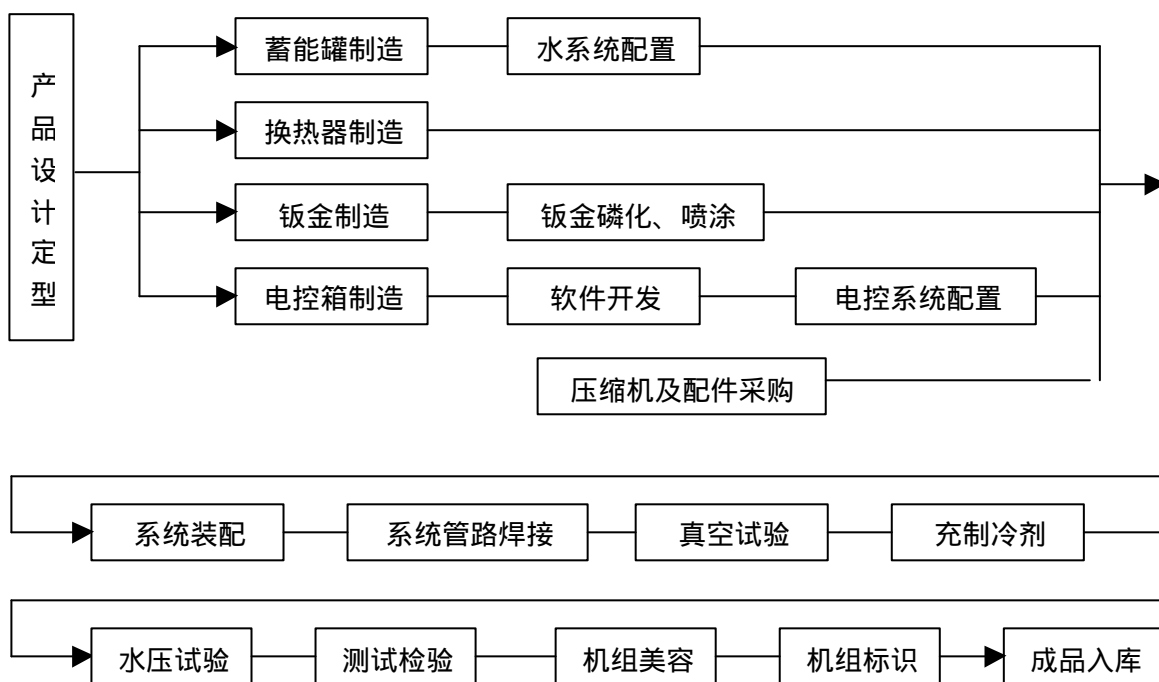 产品设计定型
蓄能罐制造
水系统配置
换热器制造
钣金制造
钣金磷化、喷涂
电控箱制造
软件开发
电控系统配置
压缩机及配件采购
系统装配
系统管路焊接
真空试验
充制冷剂
水压试验
测试检验
机组美容
机组标识
成品入库